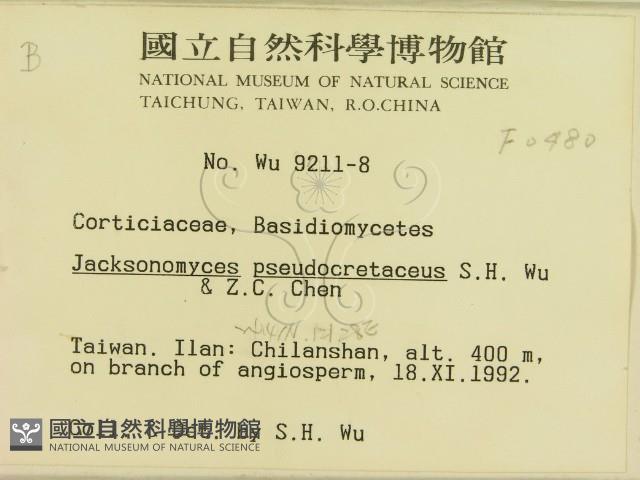 B
國立自然科學博物館
NATIONAL MUSEUM OF NATURAL SCIENCE
TAICHUNG, TAIWAN, R.O.CHINA
F0480
No. Wu 9211-8
Corticiaceae, Basidiomycetes
Jacksonomyces pseudocretaceus S.H. Wu
& Z.C. Chen
Taiwan. Ilan: Chilanshan, alt. 400 m,
on branch of angiosperm, 18.XI.1992.
by S.H. Wu
國立自然科學博物館
NATIONAL MUSEUM OF NATURAL SCIENCE